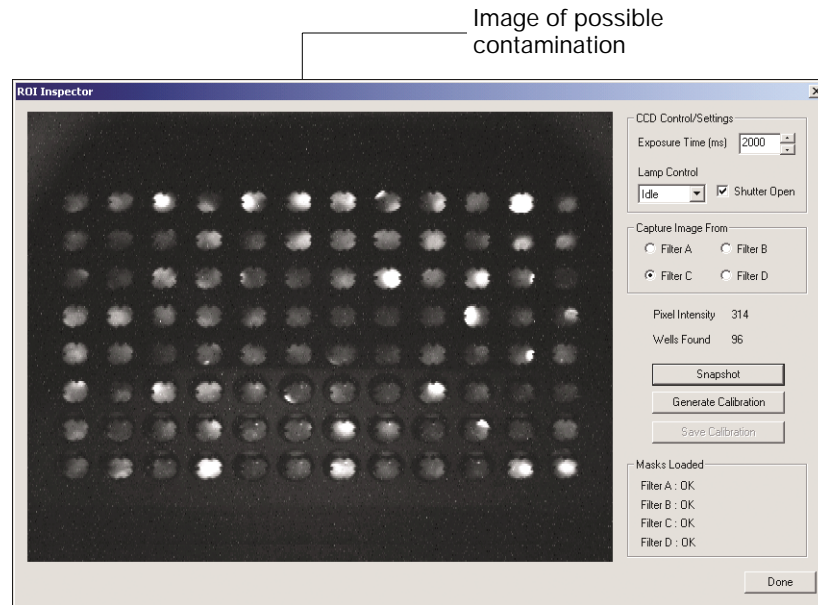 Image of possible
contamination
ROI Inspector
CCD Control/Settings
Exposure Time (ms) 2000
Lamp Control
Idle Shutter Open
Capture Image From
Filter A Filter B
Filter C Filter D
Pixel Intensity 314
Wells Found 96
Snapshot
Generate Calibration
Save Calibration
Masks Loaded
Filter A : OK
Filter B : OK
Filter C : OK
Filter D : OK
Done